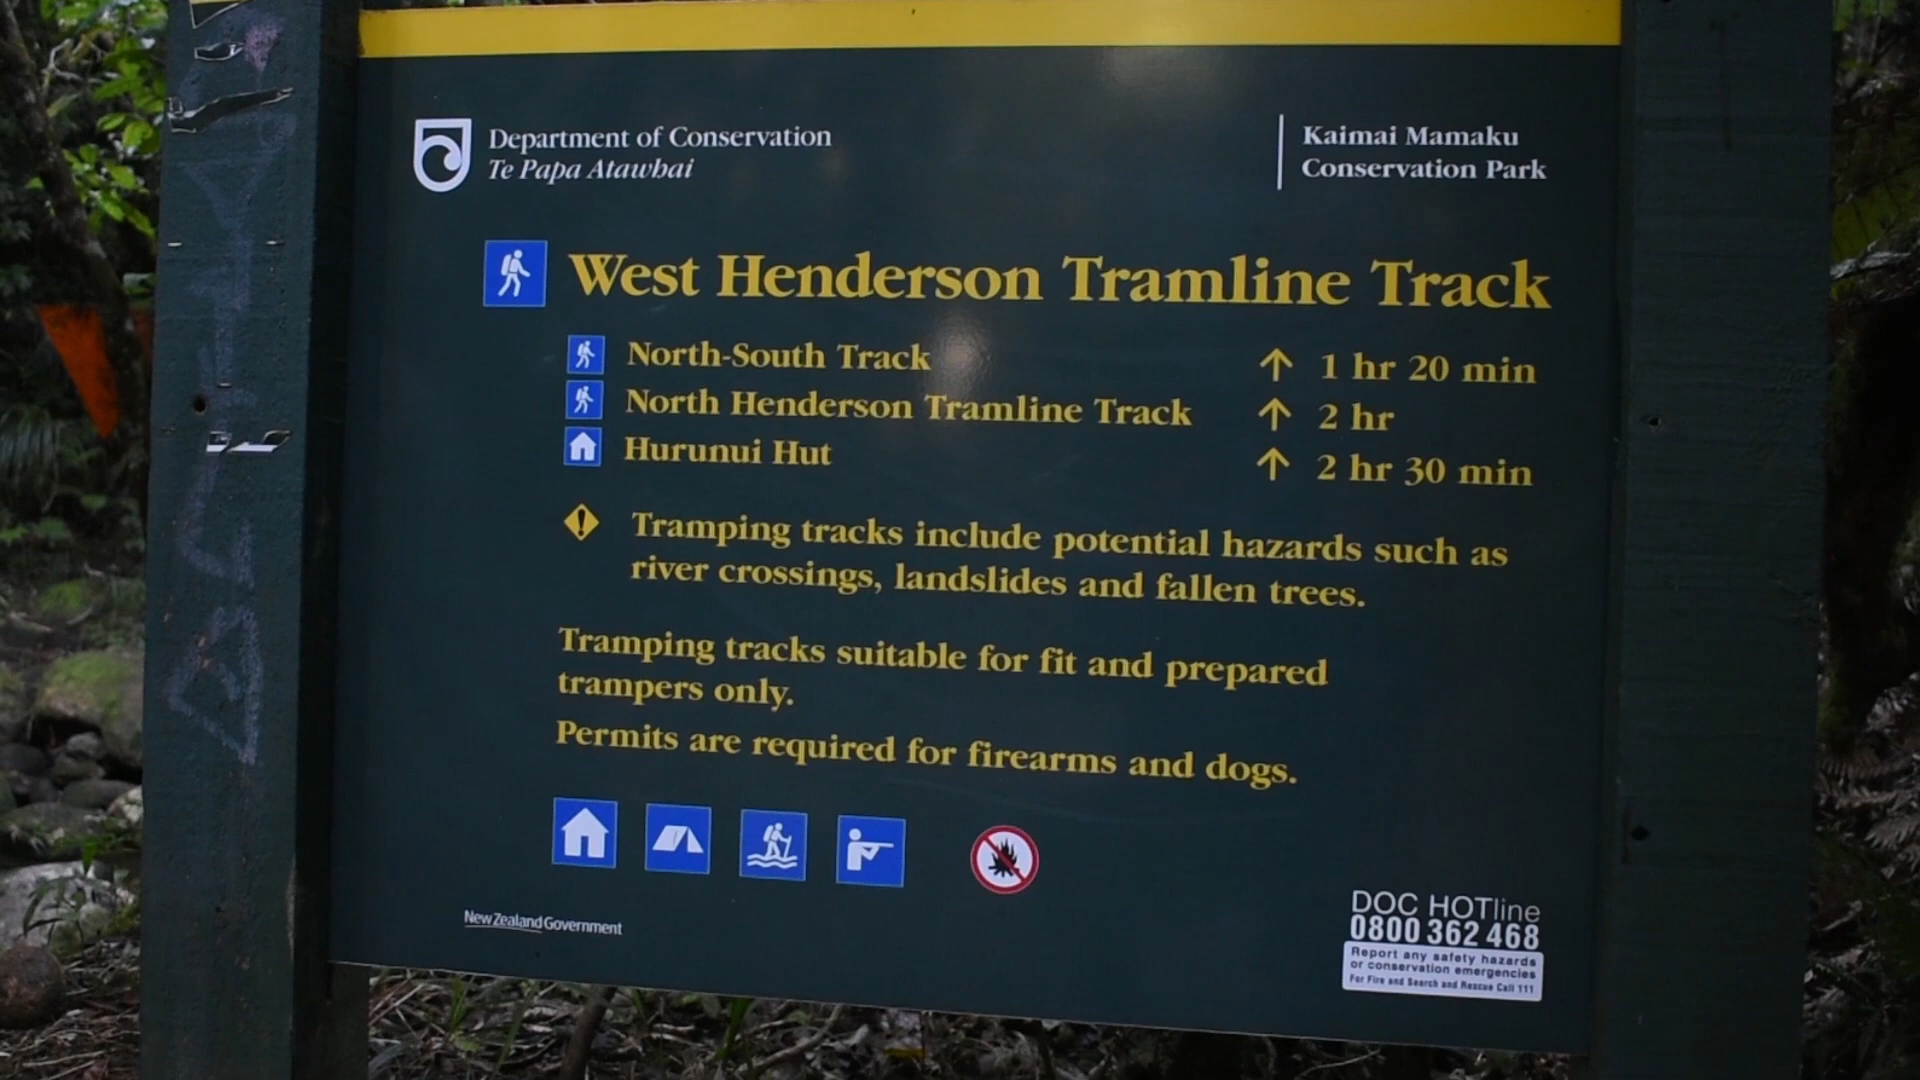 Department of Conservation
Te Papa Atawhai
Kaimai Mamaku
Conservation Park
West Henderson Tramline Track
North-South Track ↑ 1 hr 20 min
North Henderson Tramline Track ↑ 2 hr
Hurunui Hut ↑ 2 hr 30 min
Tramping tracks include potential hazards such as
river crossings, landslides and fallen trees.
Tramping tracks suitable for fit and prepared
trampers only.
Permits are required for firearms and dogs.
New Zealand Government
DOC HOTline
0800 362 468
Report any safety hazards
or conservation emergencies
For Fire and Search and Rescue Call 111